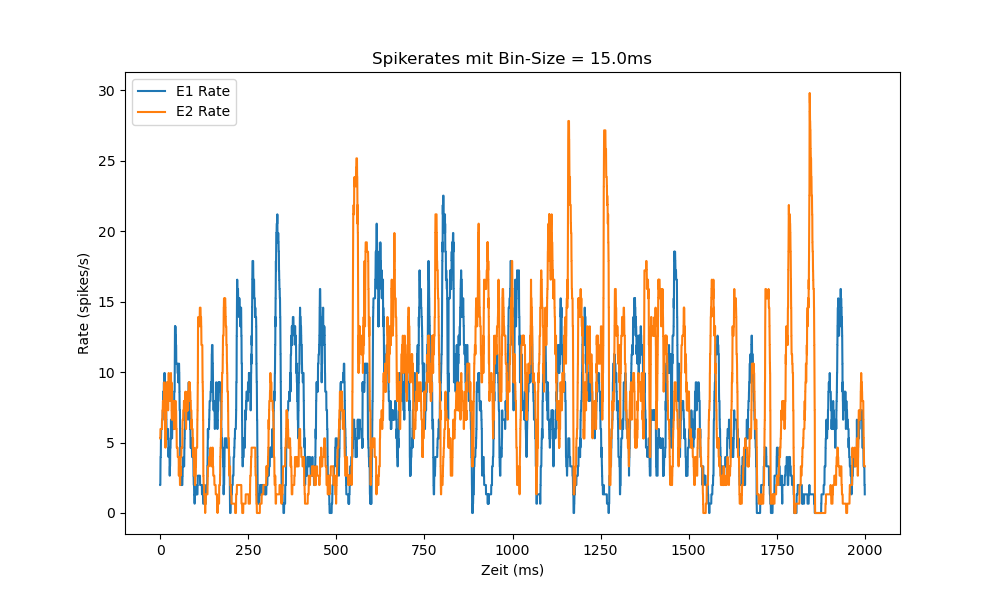 Spikerates mit Bin-Size = 15.0ms
E1 Rate
E2 Rate
30
25
20
15
10
5
0
Rate (spikes/s)
0 250 500 750 1000 1250 1500 1750 2000
Zeit (ms)